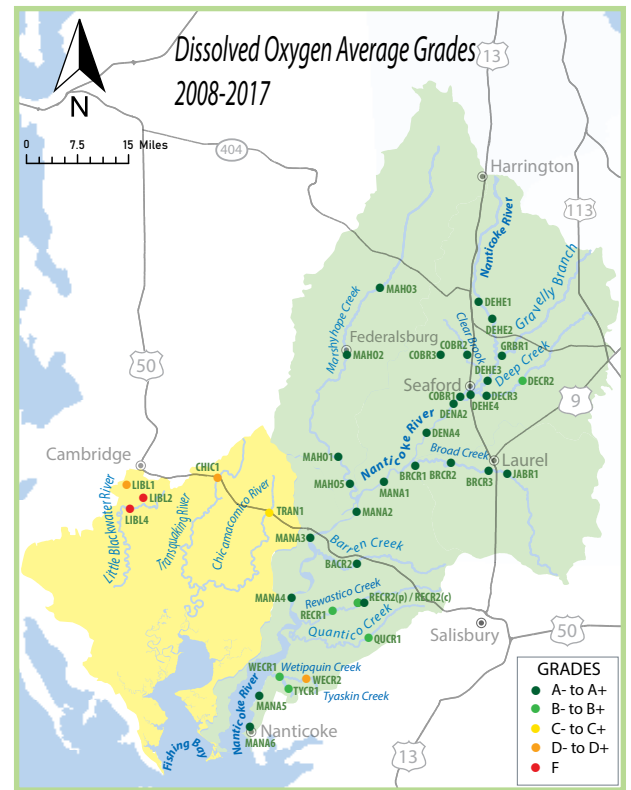 Dissolved Oxygen Average Grades
2008-2017
N
0 7.5 15 Miles
13
404
Harrington
113
Nanticoke River
MAHO3
DEHE1
Gravelly Branch
DEHE2
Marshyhope Creek
Clear Brook
Federalsburg
COBR2
GRBR1
MAHO2
COBR3
50
DEHE3
Deep Creek
Seaford
DECR2
COBR1
DECR3
9
DENA2
DEHE4
Nanticoke River
DENA4
Broad Creek
Cambridge
MAHO1
Laurel
CHIC1
BRCR1
BRCR2
BRCR3
JABR1
LIBL1
MAHO5
MANA1
LIBL2
LIBL4
Little Blackwater River
Transquaking River
Chicamacomico River
TRAN1
MANA2
MANA3
Barren Creek
BACR2
MANA4
Rewastico Creek
RECR2(p) / RECR2(c)
RECR1
Quantico Creek
Salisbury
50
QUCR1
WECR1
Wetipquin Creek
WECR2
TYCR1
Tyaskin Creek
Nanticoke River
MANA5
Nanticoke
MANA6
Fishing Bay
13
GRADES
A- to A+
B- to B+
C- to C+
D- to D+
F